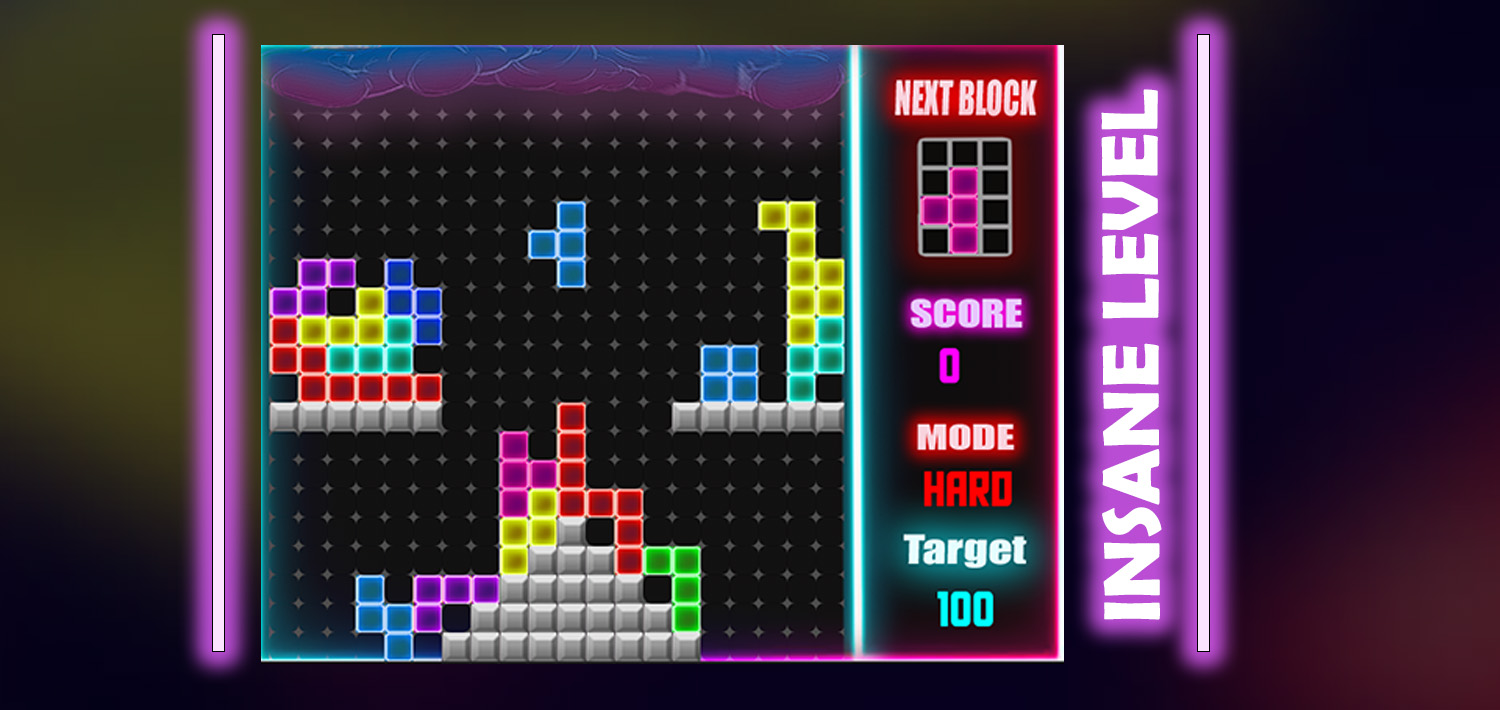 NEXT BLOCK
SCORE
0
MODE
HARD
Target
100
INSANE LEVEL